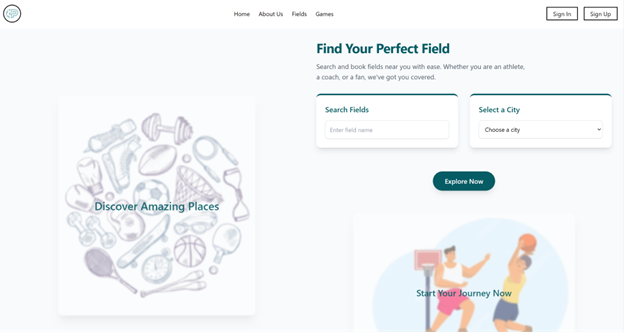 Home
About Us
Fields
Games
Sign In
Sign Up
Find Your Perfect Field
Search and book fields near you with ease. Whether you are an athlete,
a coach, or a fan, we've got you covered.
Search Fields
Enter field name
Select a City
Choose a city
Explore Now
Discover Amazing Places
Start Your Journey Now